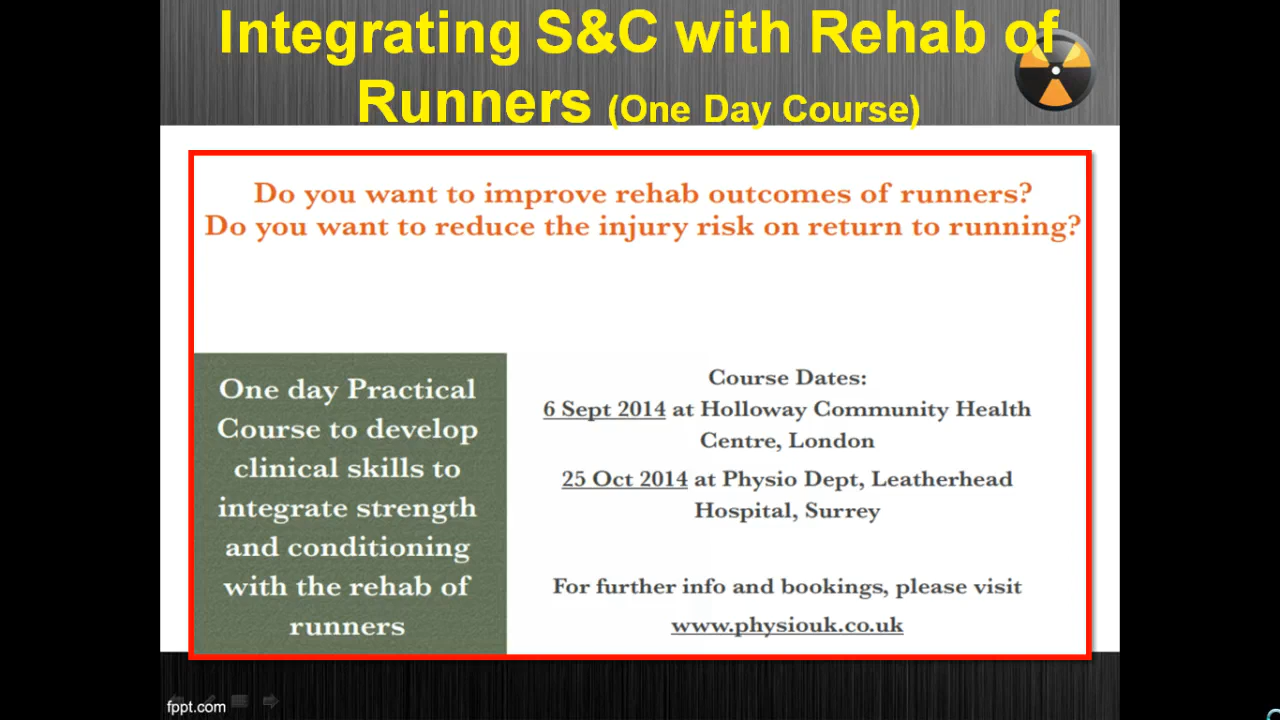 Integrating S&C with Rehab of
Runners (One Day Course)
Do you want to improve rehab outcomes of runners?
Do you want to reduce the injury risk on return to running?
One day Practical
Course to develop
clinical skills to
integrate strength
and conditioning
with the rehab of
runners
Course Dates:
6 Sept 2014 at Holloway Community Health
Centre, London
25 Oct 2014 at Physio Dept, Leatherhead
Hospital, Surrey
For further info and bookings, please visit
www.physiouk.co.uk
fppt.com